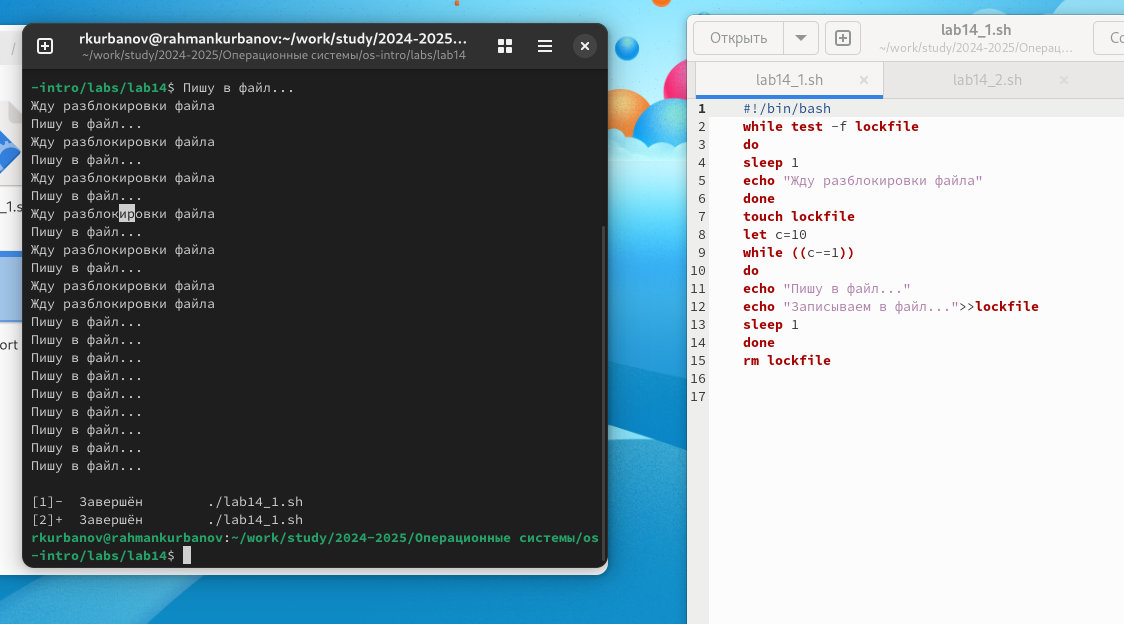 rkurbanov@rahmankurbanov:~/work/study/2024-2025...
~/work/study/2024-2025/Операционные системы/os-intro/labs/lab14
-intro/labs/lab14$ Пишу в файл...
Жду разблокировки файла
Пишу в файл...
Жду разблокировки файла
Пишу в файл...
Жду разблокировки файла
Пишу в файл...
Жду разблокировки файла
Пишу в файл...
Жду разблокировки файла
Пишу в файл...
Жду разблокировки файла
Жду разблокировки файла
Пишу в файл...
Пишу в файл...
Пишу в файл...
Пишу в файл...
Пишу в файл...
Пишу в файл...
Пишу в файл...
Пишу в файл...
Пишу в файл...
[1]- Завершён ./lab14_1.sh
[2]+ Завершён ./lab14_1.sh
rkurbanov@rahmankurbanov:~/work/study/2024-2025/Операционные системы/os
-intro/labs/lab14$
Открыть
lab14_1.sh
~/work/study/2024-2025/Операц...
lab14_1.sh
lab14_2.sh
1 #!/bin/bash
2 while test -f lockfile
3 do
4 sleep 1
5 echo "Жду разблокировки файла"
6 done
7 touch lockfile
8 let c=10
9 while ((c-=1))
10 do
11 echo "Пишу в файл..."
12 echo "Записываем в файл...">>lockfile
13 sleep 1
14 done
15 rm lockfile
16
17